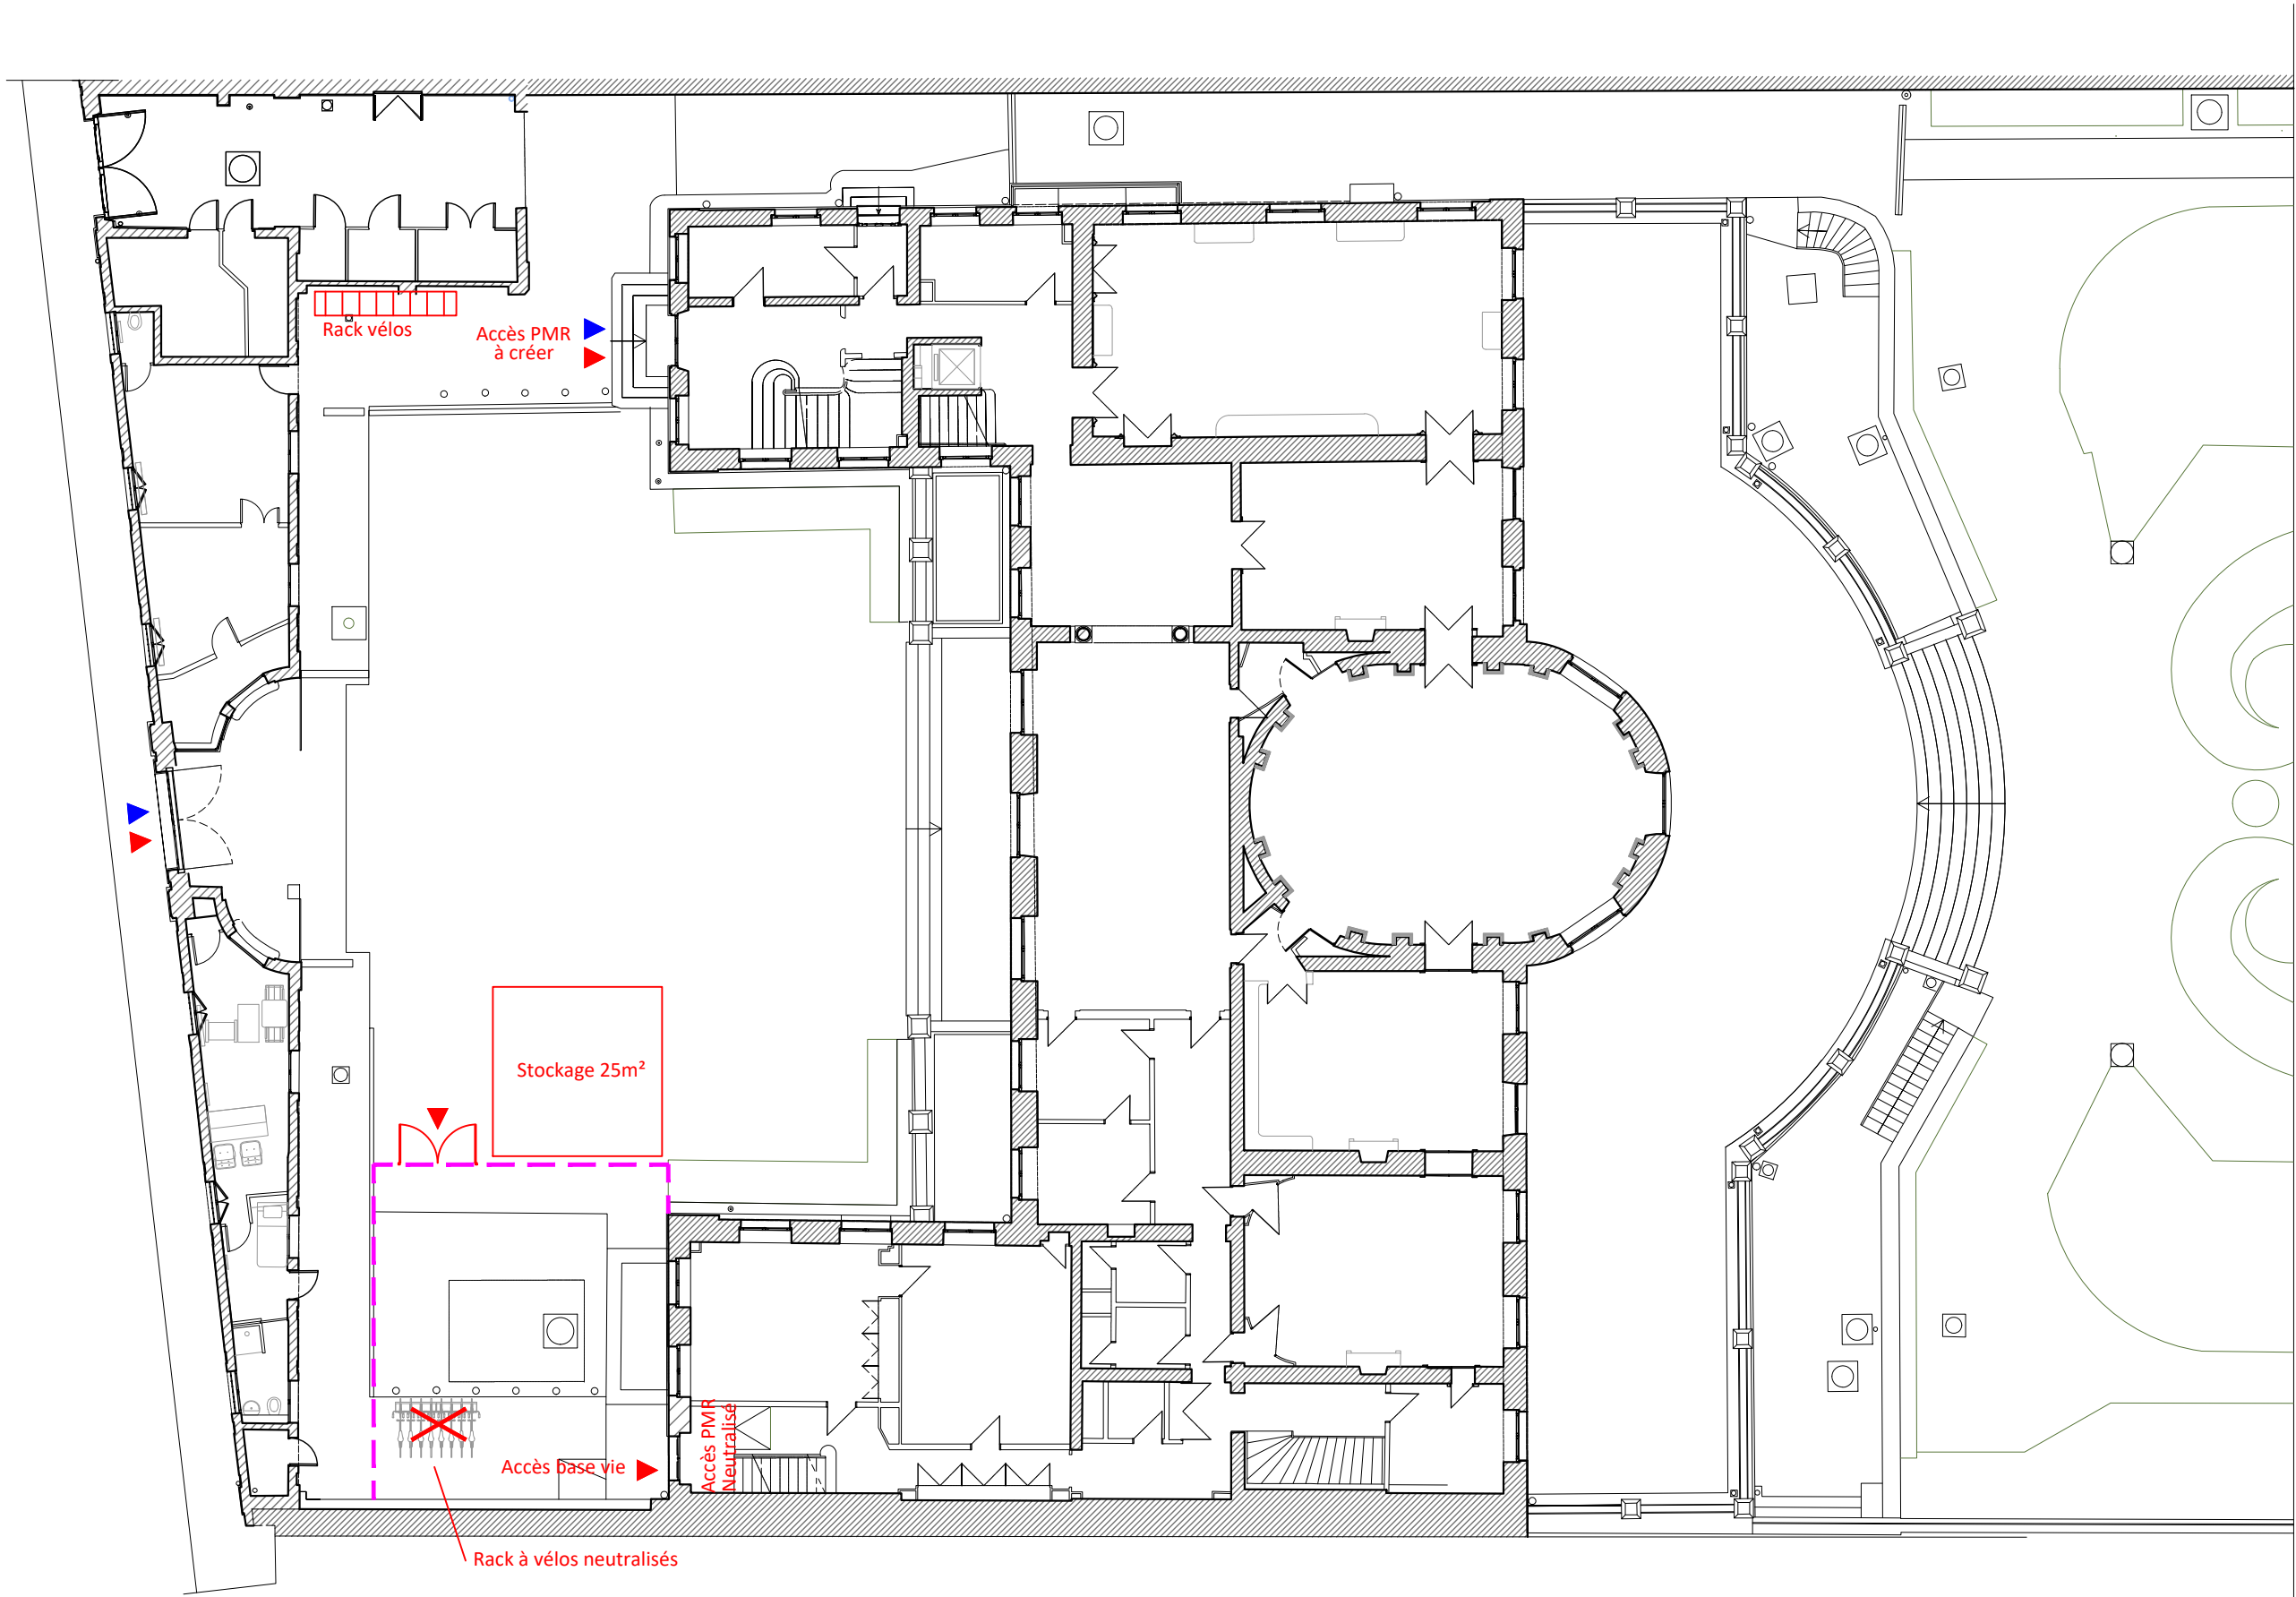 Rack vélos
Accès PMR
à créer
Stockage 25m²
Accès base vie
Accès PMR
Neutralisé
Rack à vélos neutralisés